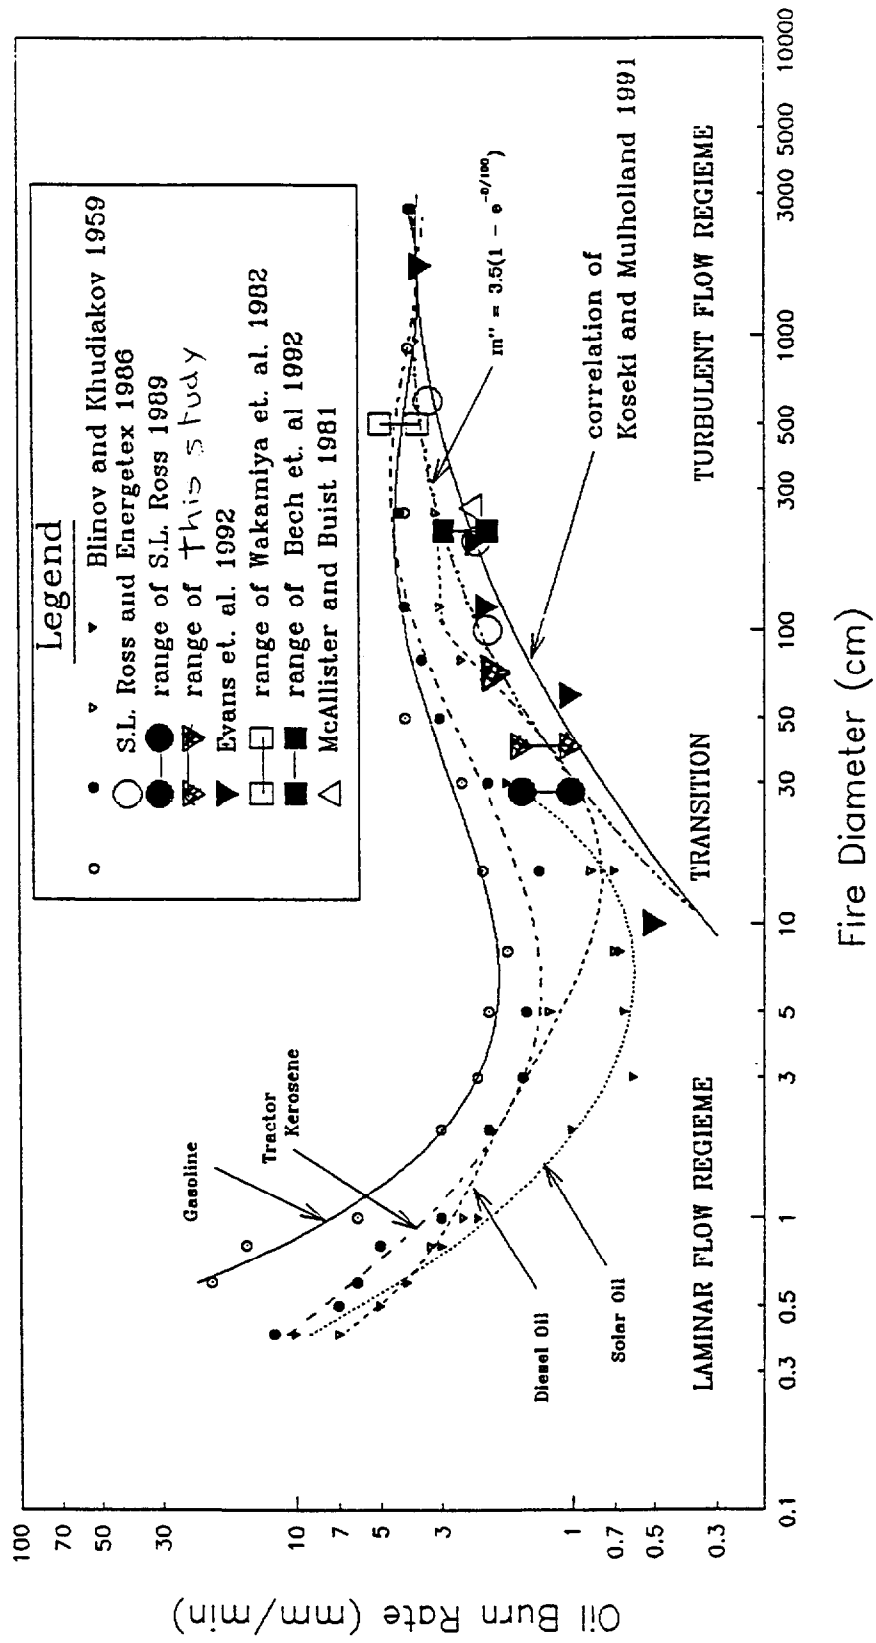 Legend
Blinov and Khudiakov 1959
S.L. Ross and Energetex 1986
range of S.L. Ross 1989
range of this study
Evans et. al. 1992
range of Wakamiya et. al. 1982
range of Bech et. al 1992
McAllister and Buist 1981
Gasoline
Tractor
Kerosene
Diesel Oil
Solar Oil
m" = 3.5(1 - e^-D/100)
correlation of
Koseki and Mulholland 1991
LAMINAR FLOW REGIEME
TRANSITION
TURBULENT FLOW REGIEME
Oil Burn Rate (mm/min)
100
70
50
30
10
7
5
3
1
0.7
0.5
0.3
0.1
0.3
0.5
1
3
5
10
30
50
100
300
500
1000
3000
5000
10000
Fire Diameter (cm)